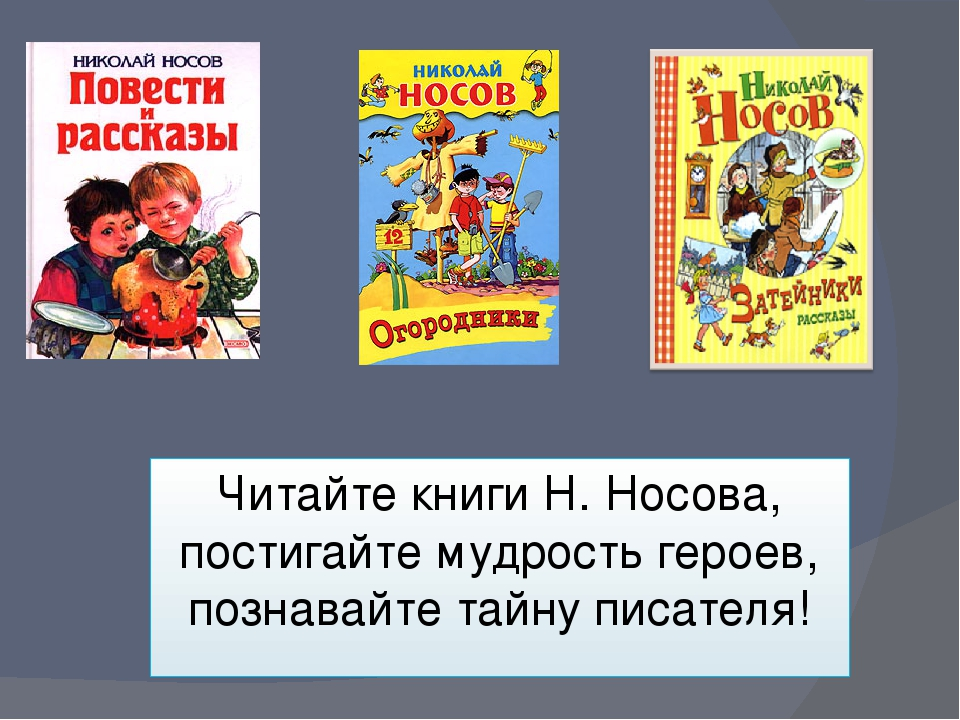 НИКОЛАЙ НОСОВ
Повести
и
рассказы
ЭКСМО
НИКОЛАЙ
НОСОВ
12
Огородники
Николай
Носов
Затейники
рассказы
Читайте книги Н. Носова,
постигайте мудрость героев,
познавайте тайну писателя!